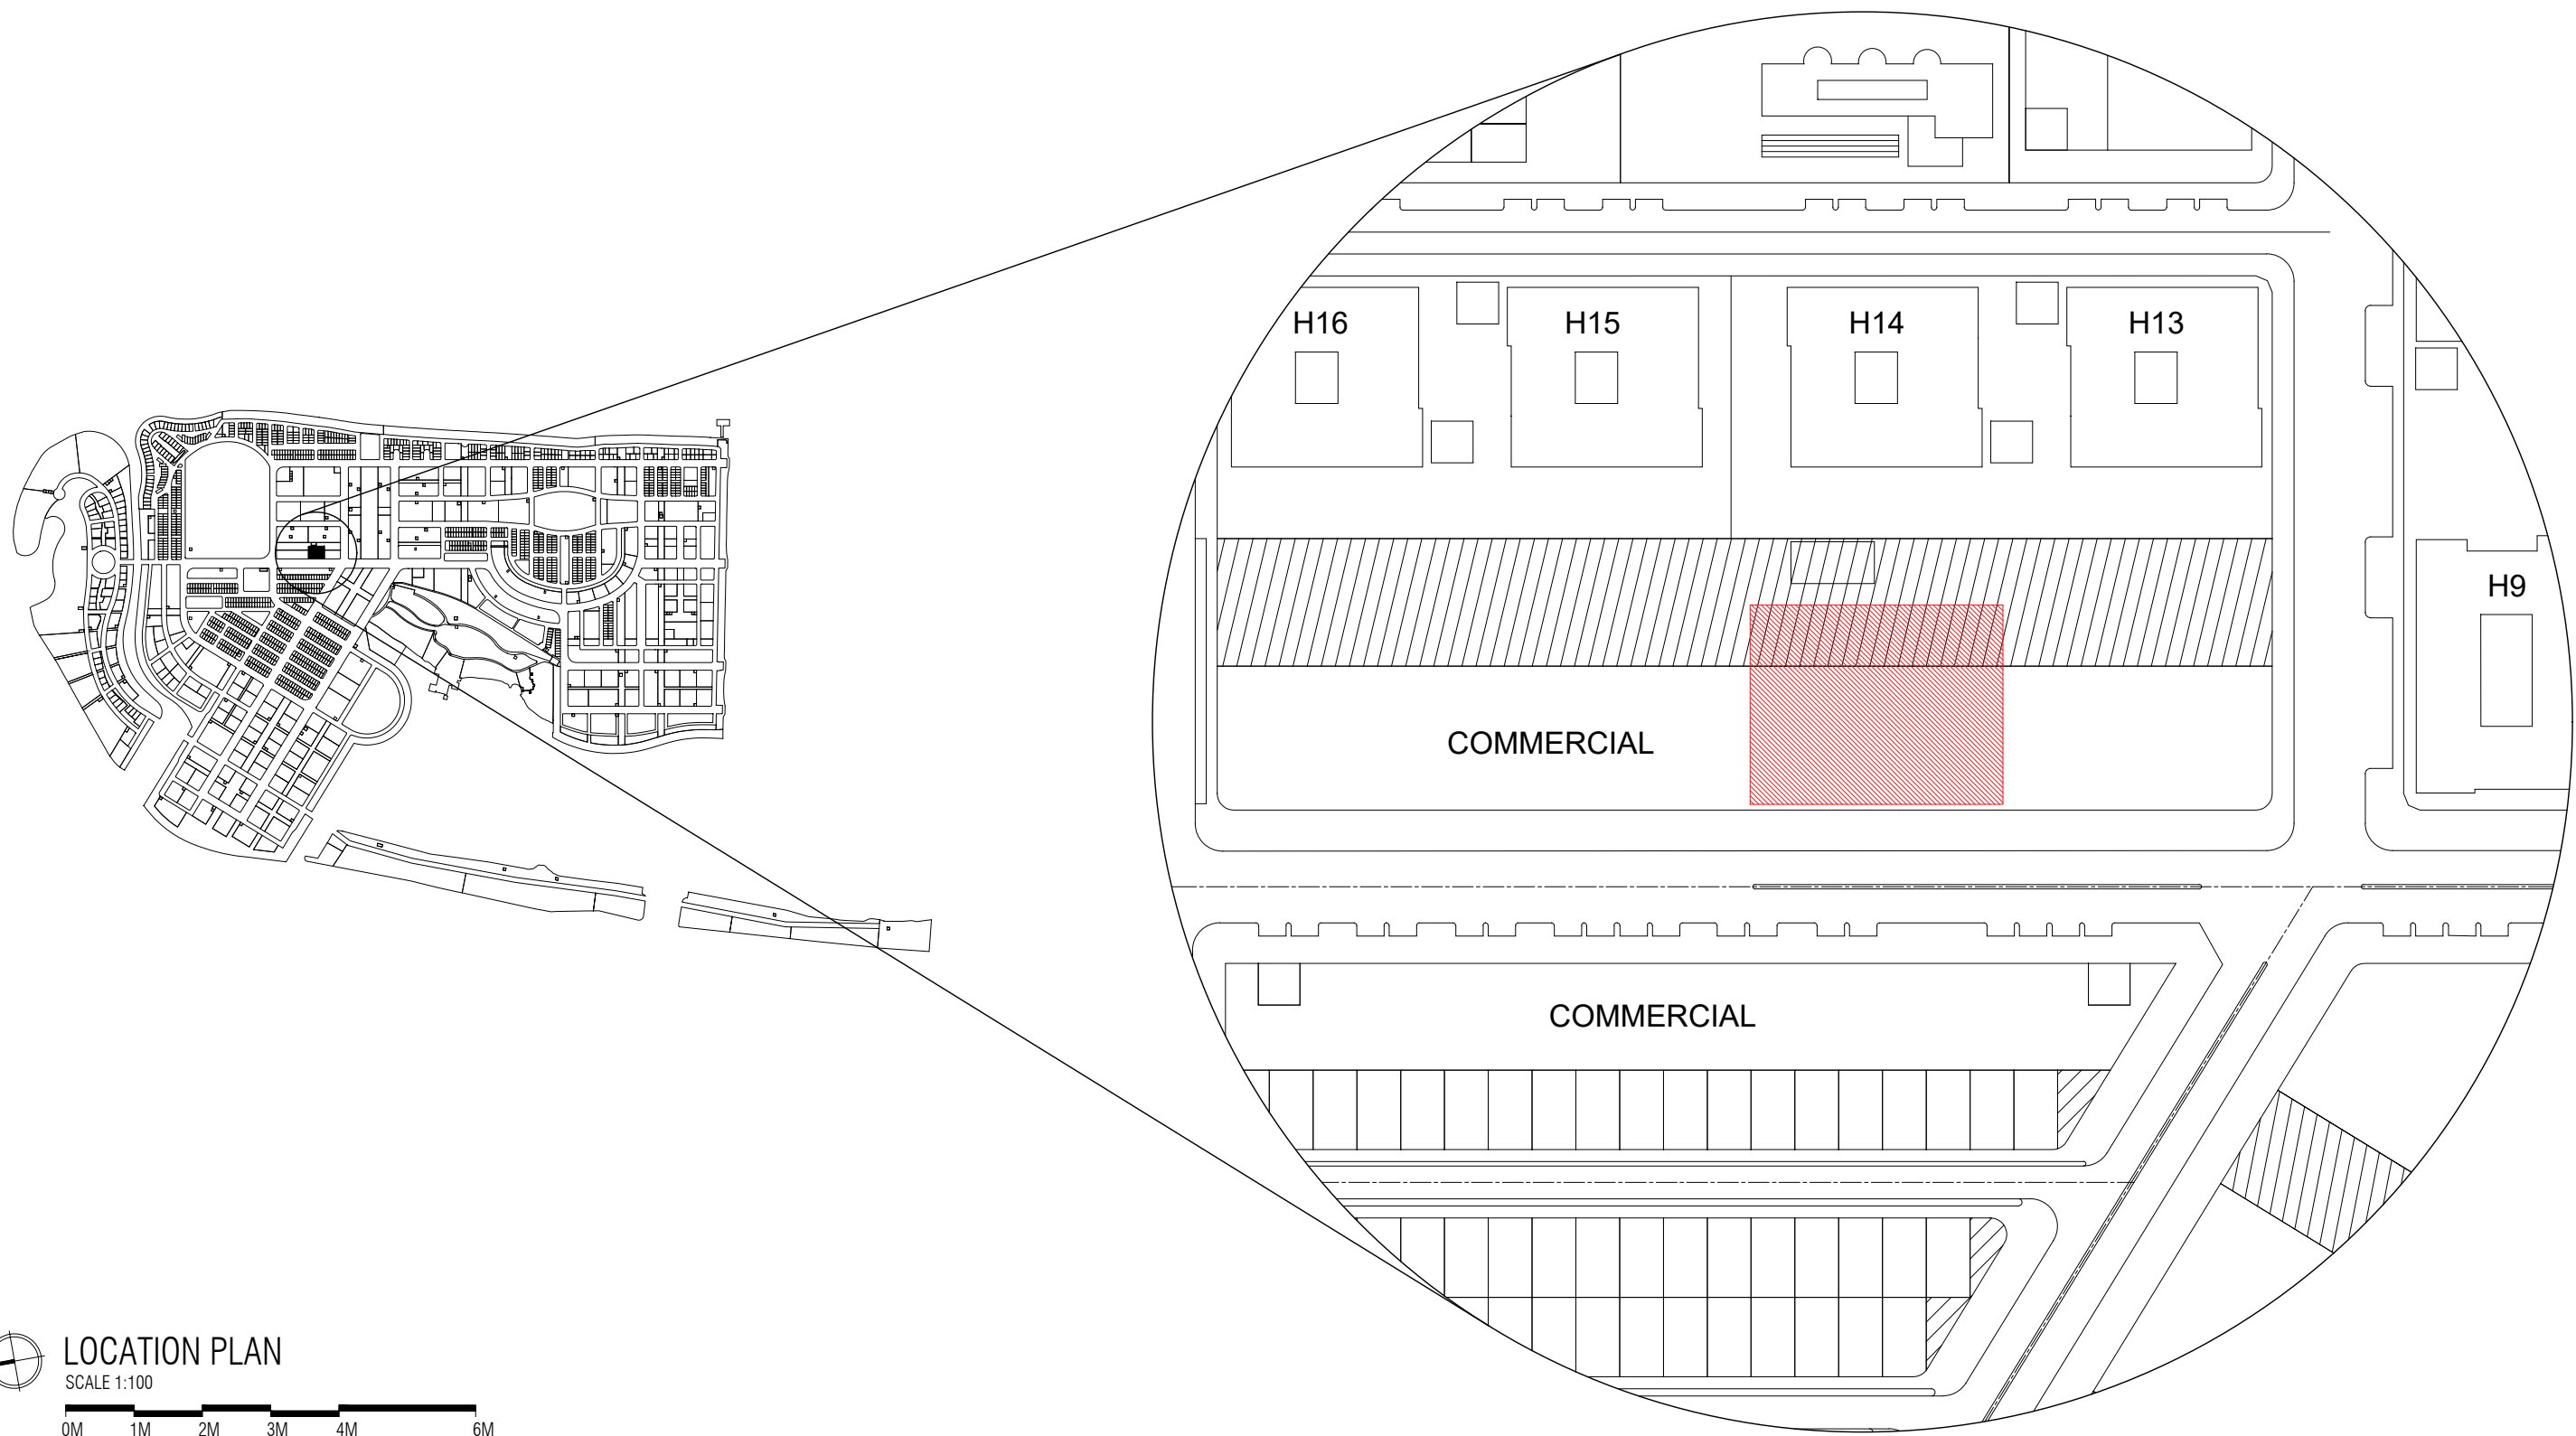 H16
H15
H14
H13
H9
COMMERCIAL
COMMERCIAL
LOCATION PLAN
SCALE 1:100
0M 1M 2M 3M 4M 6M